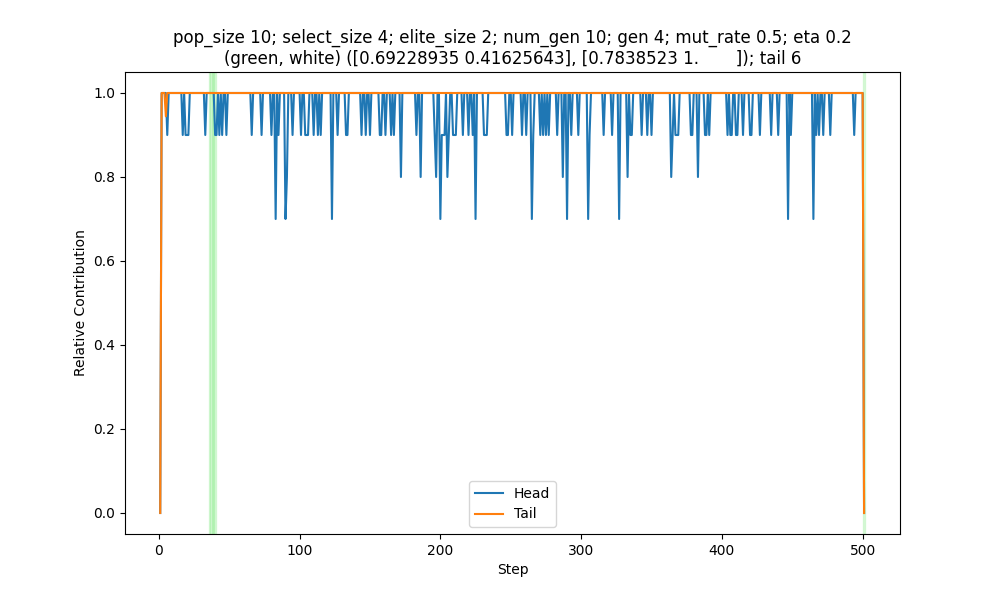 pop_size 10; select_size 4; elite_size 2; num_gen 10; gen 4; mut_rate 0.5; eta 0.2
(green, white) ([0.69228935 0.41625643], [0.7838523 1.        ]); tail 6
1.0
0.8
0.6
0.4
0.2
0.0
Relative Contribution
Head
Tail
0 100 200 300 400 500
Step